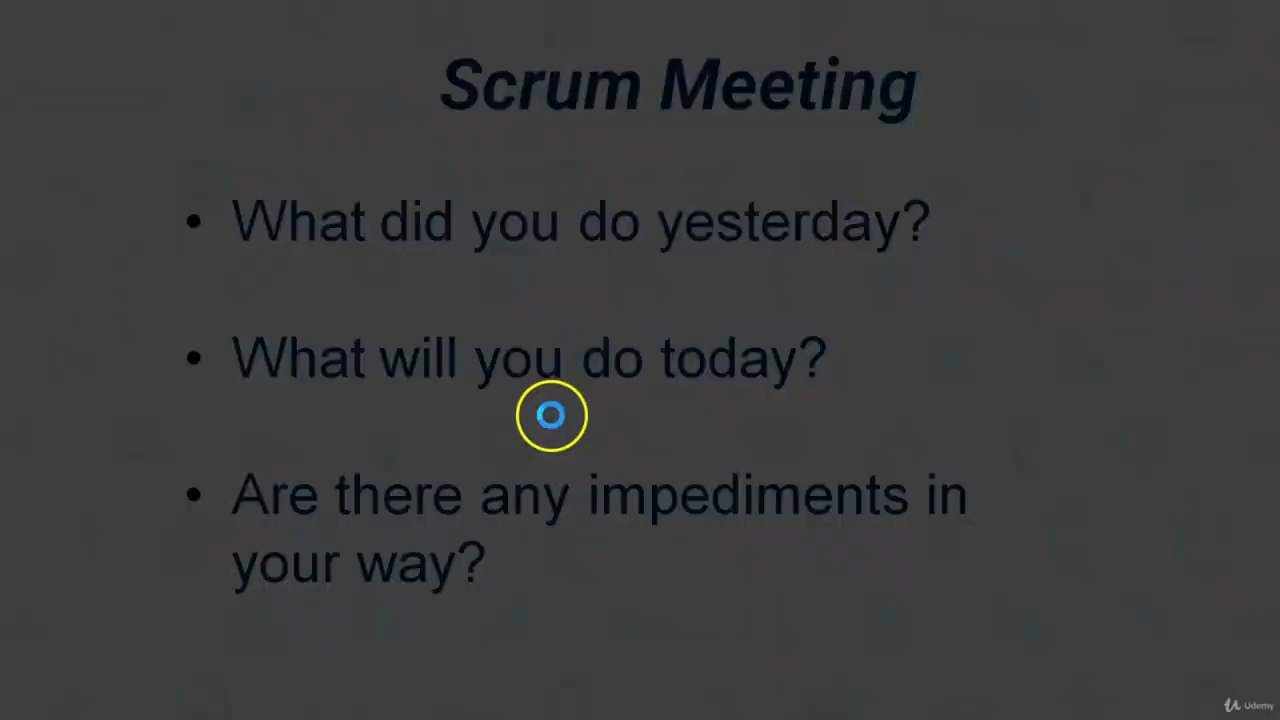 Scrum Meeting
• What did you do yesterday?
• What will you do today?
• Are there any impediments in
your way?
Udemy